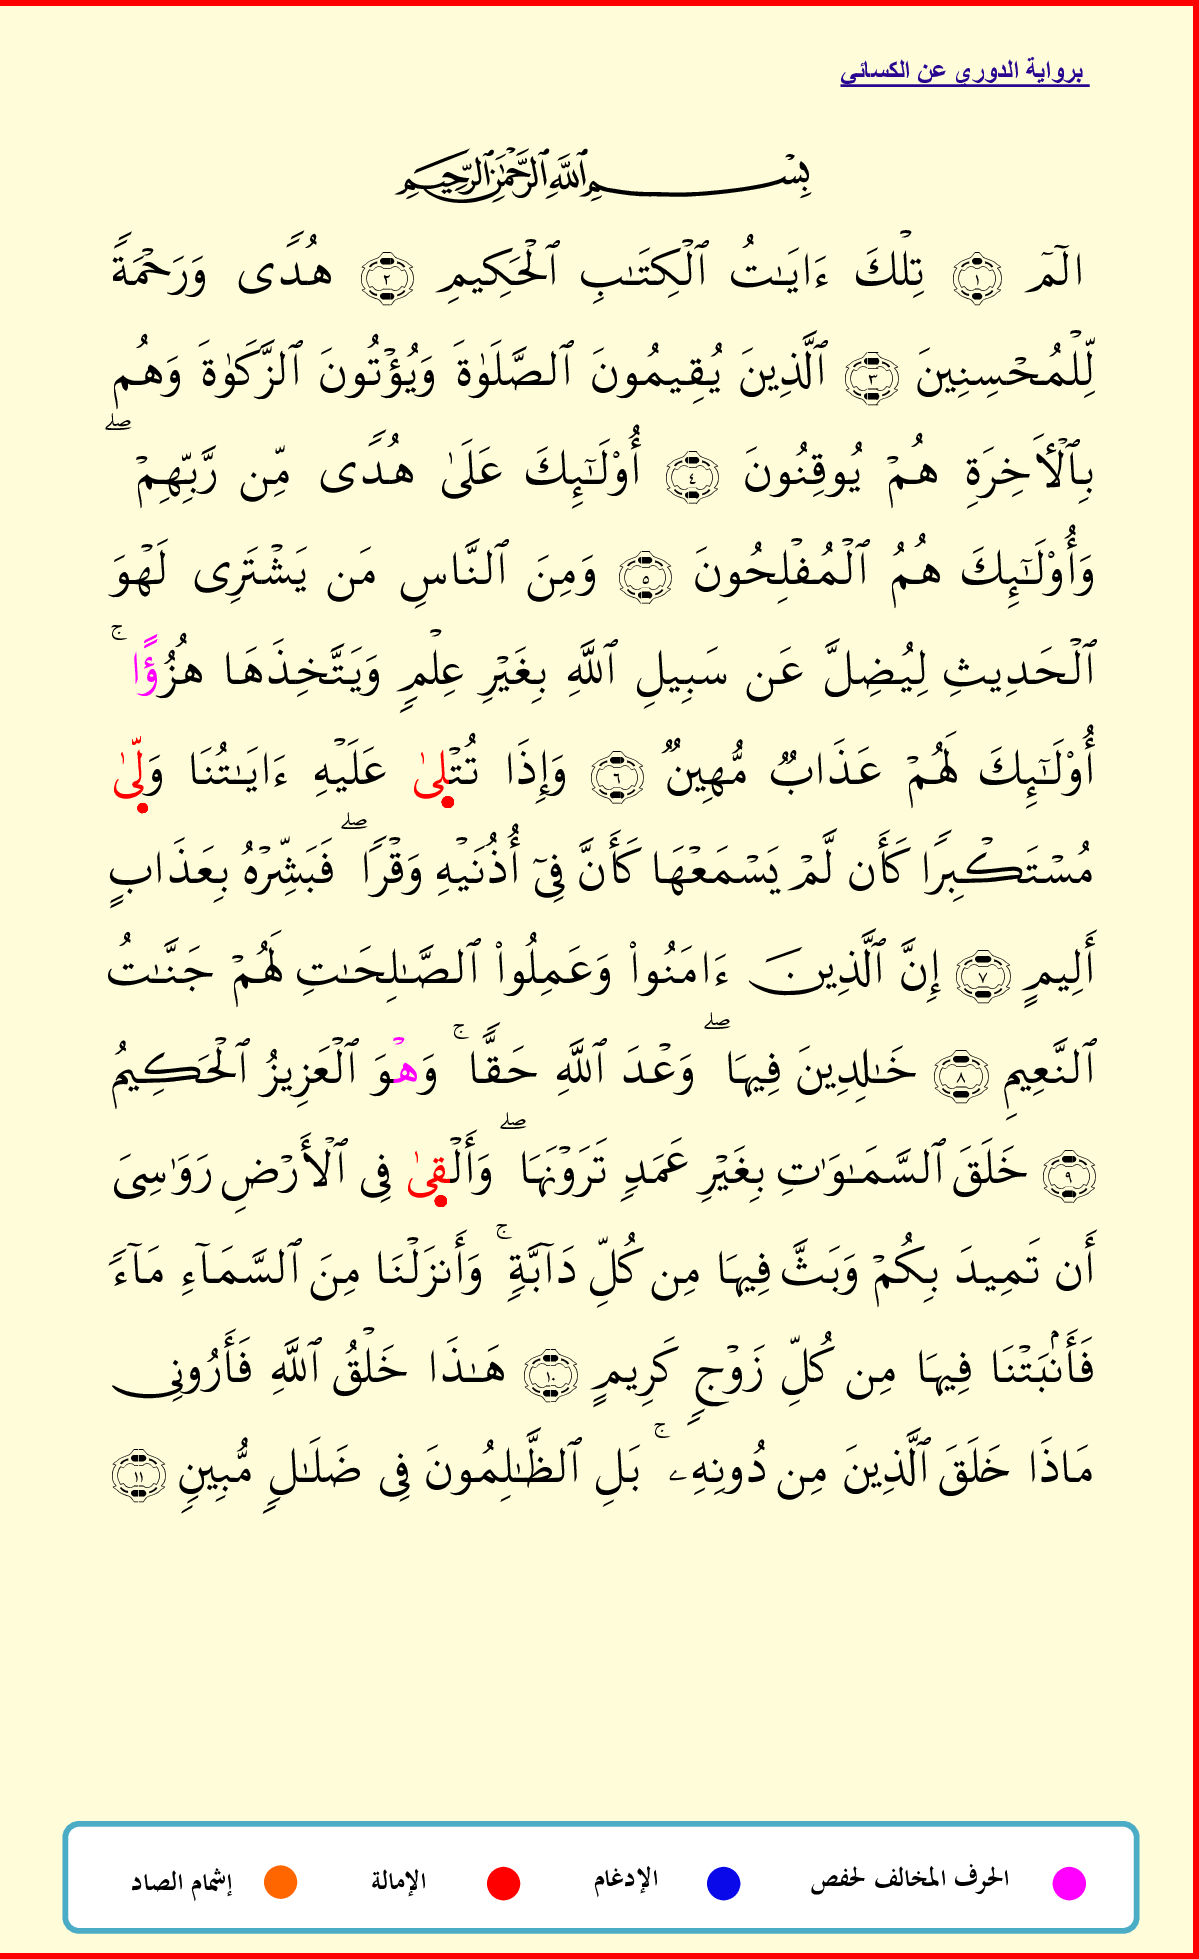 برواية الدوري عن الكسائي
بِسْمِ ٱللَّهِ ٱلرَّحْمَٰنِ ٱلرَّحِيمِ
الٓمٓ ١ تِلْكَ ءَايَٰتُ ٱلْكِتَٰبِ ٱلْحَكِيمِ ٢ هُدًى وَرَحْمَةً
لِّلْمُحْسِنِينَ ٣ ٱلَّذِينَ يُقِيمُونَ ٱلصَّلَوٰةَ وَيُؤْتُونَ ٱلزَّكَوٰةَ وَهُم
بِٱلْأَخِرَةِ هُمْ يُوقِنُونَ ٤ أُوْلَٰٓئِكَ عَلَىٰ هُدًى مِّن رَّبِّهِمْ ۖ
وَأُوْلَٰٓئِكَ هُمُ ٱلْمُفْلِحُونَ ٥ وَمِنَ ٱلنَّاسِ مَن يَشْتَرِى لَهْوَ
ٱلْحَدِيثِ لِيُضِلَّ عَن سَبِيلِ ٱللَّهِ بِغَيْرِ عِلْمٍ وَيَتَّخِذَهَا هُزُؤًا ۚ
أُوْلَٰٓئِكَ لَهُمْ عَذَابٌ مُّهِينٌ ٦ وَإِذَا تُتْلِىٰ عَلَيْهِ ءَايَٰتُنَا وَلِّىٰ
مُسْتَكْبِرًا كَأَن لَّمْ يَسْمَعْهَا كَأَنَّ فِىٓ أُذُنَيْهِ وَقْرًا ۖ فَبَشِّرْهُ بِعَذَابٍ
أَلِيمٍ ٧ إِنَّ ٱلَّذِينَ ءَامَنُوا۟ وَعَمِلُوا۟ ٱلصَّٰلِحَٰتِ لَهُمْ جَنَّٰتُ
ٱلنَّعِيمِ ٨ خَٰلِدِينَ فِيهَا ۖ وَعْدَ ٱللَّهِ حَقًّا ۚ وَهْوَ ٱلْعَزِيزُ ٱلْحَكِيمُ
٩ خَلَقَ ٱلسَّمَٰوَٰتِ بِغَيْرِ عَمَدٍ تَرَوْنَهَا ۖ وَأَلْقِىٰ فِى ٱلْأَرْضِ رَوَٰسِىَ
أَن تَمِيدَ بِكُمْ وَبَثَّ فِيهَا مِن كُلِّ دَآبَّةٍ ۚ وَأَنزَلْنَا مِنَ ٱلسَّمَآءِ مَآءً
فَأَنۢبَتْنَا فِيهَا مِن كُلِّ زَوْجٍ كَرِيمٍ ١٠ هَٰذَا خَلْقُ ٱللَّهِ فَأَرُونِى
مَاذَا خَلَقَ ٱلَّذِينَ مِن دُونِهِۦ ۚ بَلِ ٱلظَّٰلِمُونَ فِى ضَلَٰلٍ مُّبِينٍ ١١
الحرف المخالف لحفص الإدغام الإمالة إشمام الصاد